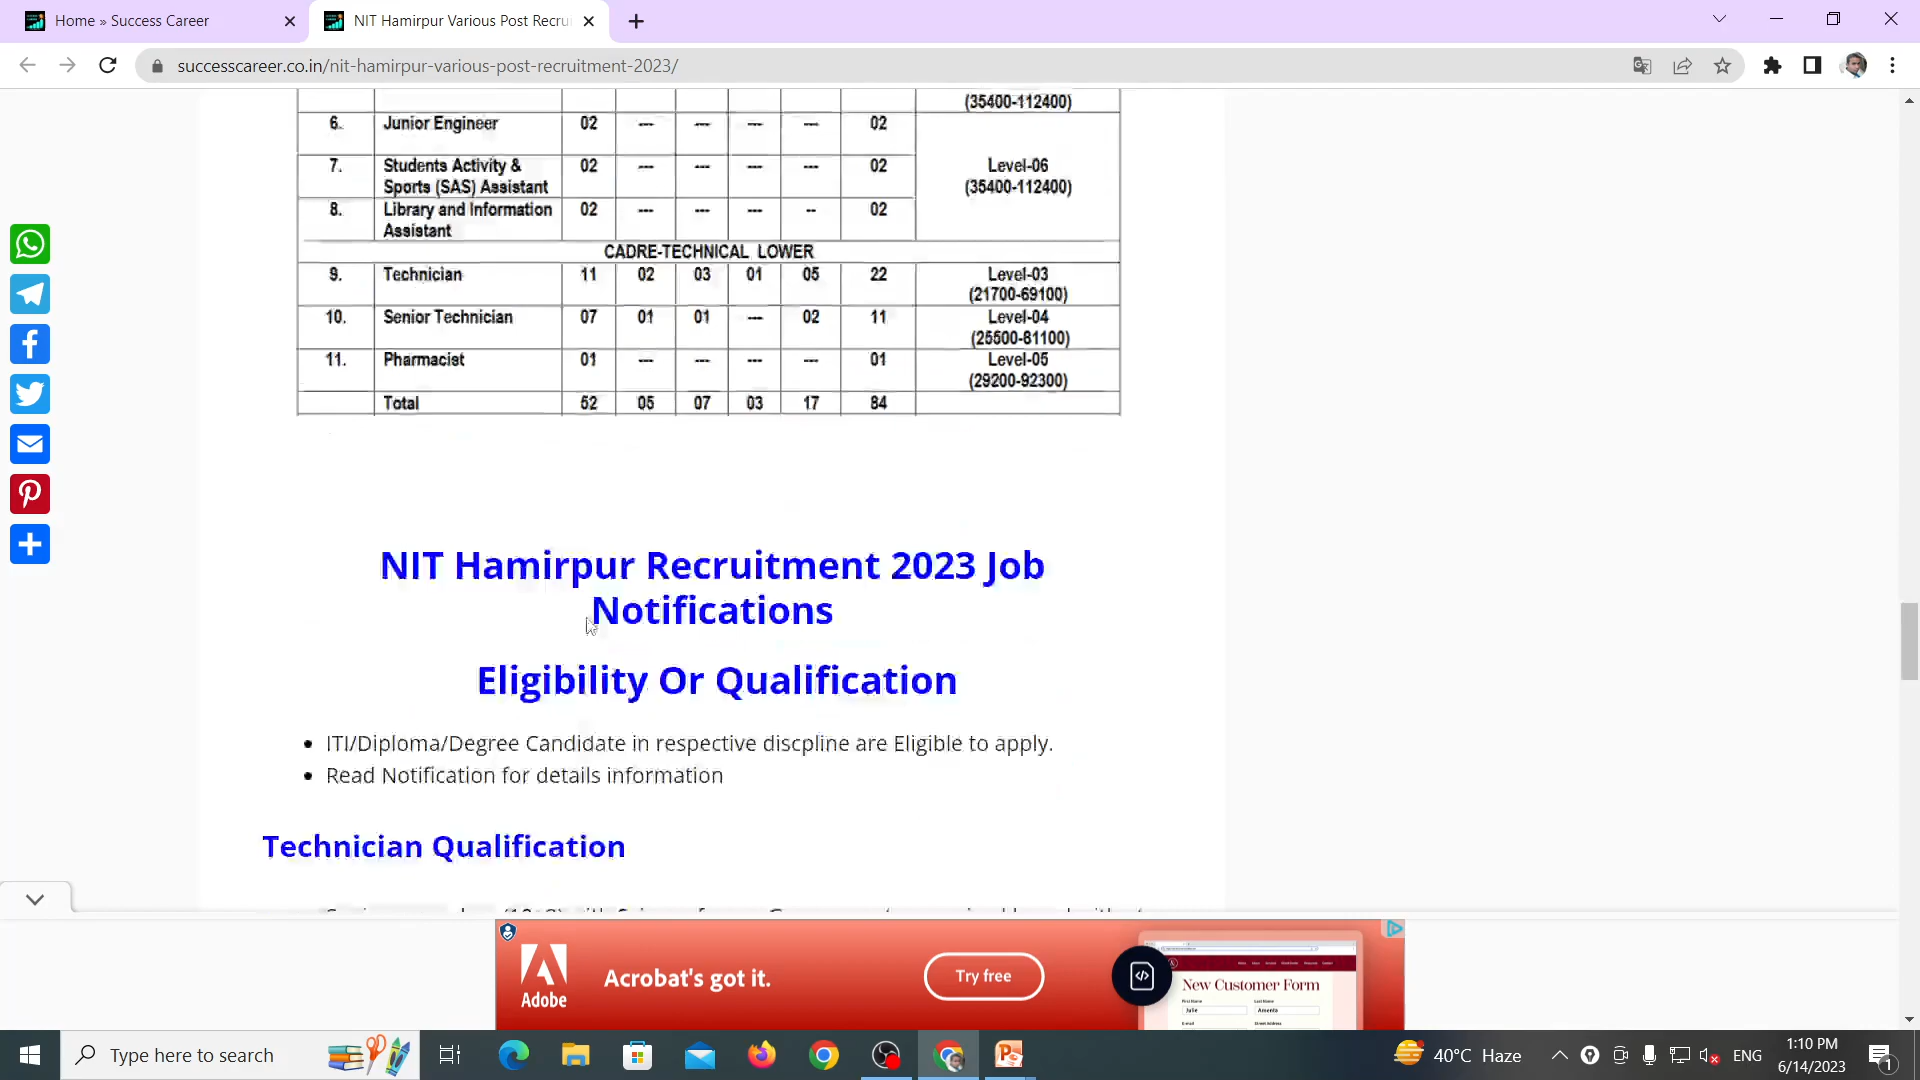 Home » Success Career
NIT Hamirpur Various Post Recru
successcareer.co.in/nit-hamirpur-various-post-recruitment-2023/
(35400-112400)
6. Junior Engineer 02 --- --- --- --- 02
7. Students Activity & Sports (SAS) Assistant 02 --- --- --- --- 02 Level-06 (35400-112400)
8. Library and Information Assistant 02 --- --- --- -- 02
CADRE-TECHNICAL LOWER
9. Technician 11 02 03 01 05 22 Level-03 (21700-69100)
10. Senior Technician 07 01 01 --- 02 11 Level-04 (25500-81100)
11. Pharmacist 01 --- --- --- --- 01 Level-05 (29200-92300)
Total 52 05 07 03 17 84
NIT Hamirpur Recruitment 2023 Job
Notifications
Eligibility Or Qualification
• ITI/Diploma/Degree Candidate in respective discpline are Eligible to apply.
• Read Notification for details information
Technician Qualification
Adobe
Acrobat's got it.
Try free
New Customer Form
First Name
Last Name
Julie
Amenta
Type here to search
40°C Haze
ENG
1:10 PM
6/14/2023
1